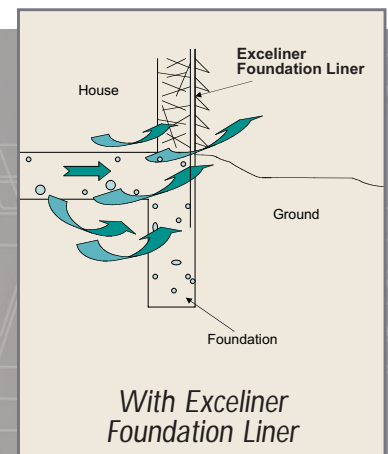 Exceliner
Foundation Liner
House
Ground
Foundation
With Exceliner
Foundation Liner